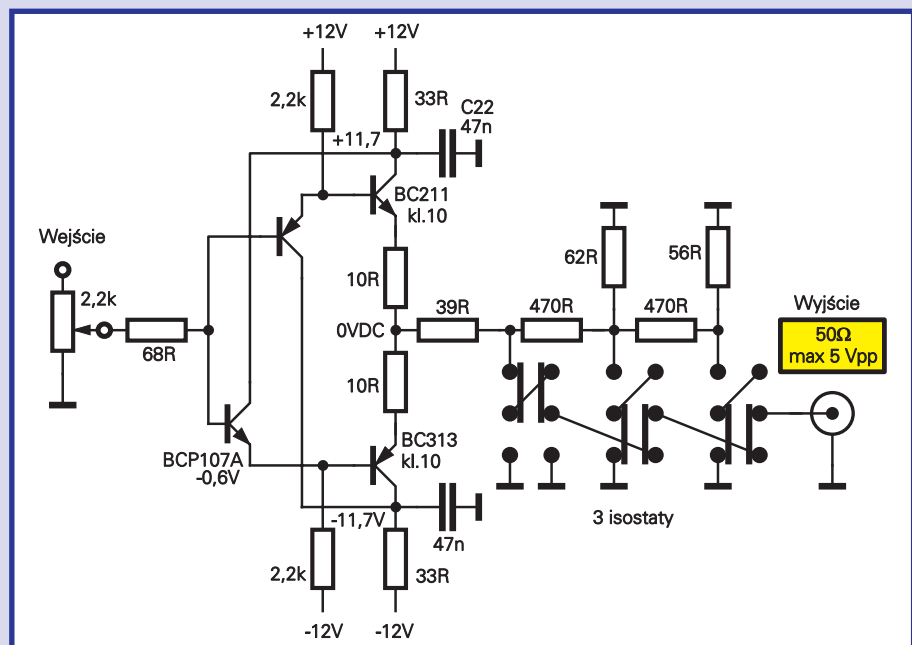 +12V
+12V
2,2k
33R
C22
47n
+11,7
BC211
kl.10
Wejście
62R
56R
10R
2,2k
39R
470R
470R
Wyjście
0VDC
50Ω
max 5 Vpp
68R
10R
BC313
kl.10
BCP107A
-0,6V
-11,7V
47n
3 isostaty
2,2k
33R
-12V
-12V